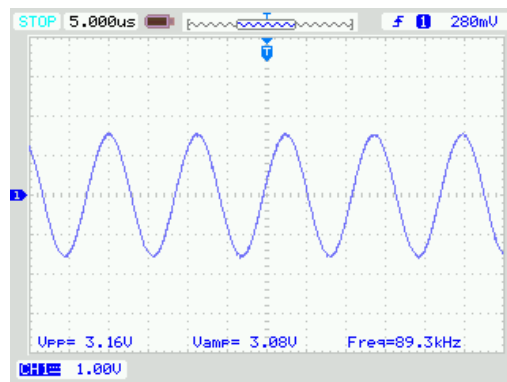 STOP 5.000us T f 1 280mV
T
1
Vpp= 3.16V Vamp= 3.08V Freq=89.3kHz
CH1 1.00V